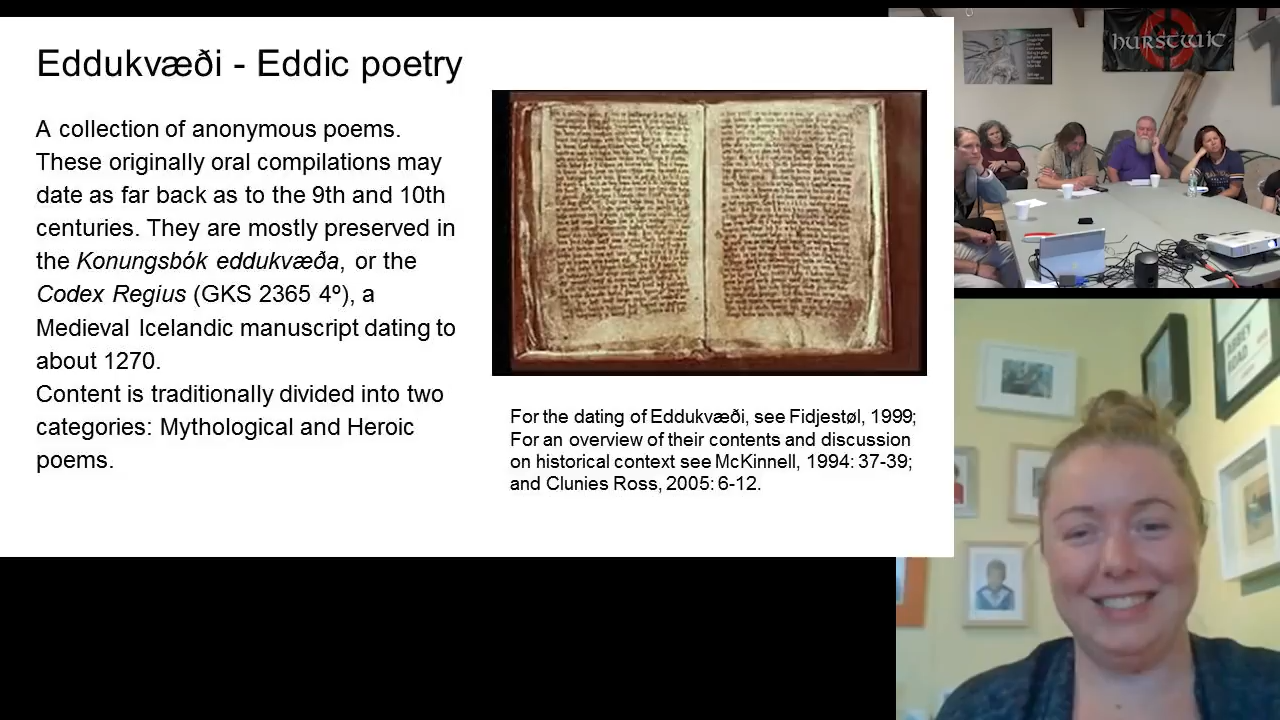 Eddukvæði - Eddic poetry
A collection of anonymous poems.
These originally oral compilations may
date as far back as to the 9th and 10th
centuries. They are mostly preserved in
the Konungsbók eddukvæða, or the
Codex Regius (GKS 2365 4º), a
Medieval Icelandic manuscript dating to
about 1270.
Content is traditionally divided into two
categories: Mythological and Heroic
poems.
For the dating of Eddukvæði, see Fidjestøl, 1999;
For an overview of their contents and discussion
on historical context see McKinnell, 1994: 37-39;
and Clunies Ross, 2005: 6-12.
hurstwic
ABBEY
ROAD